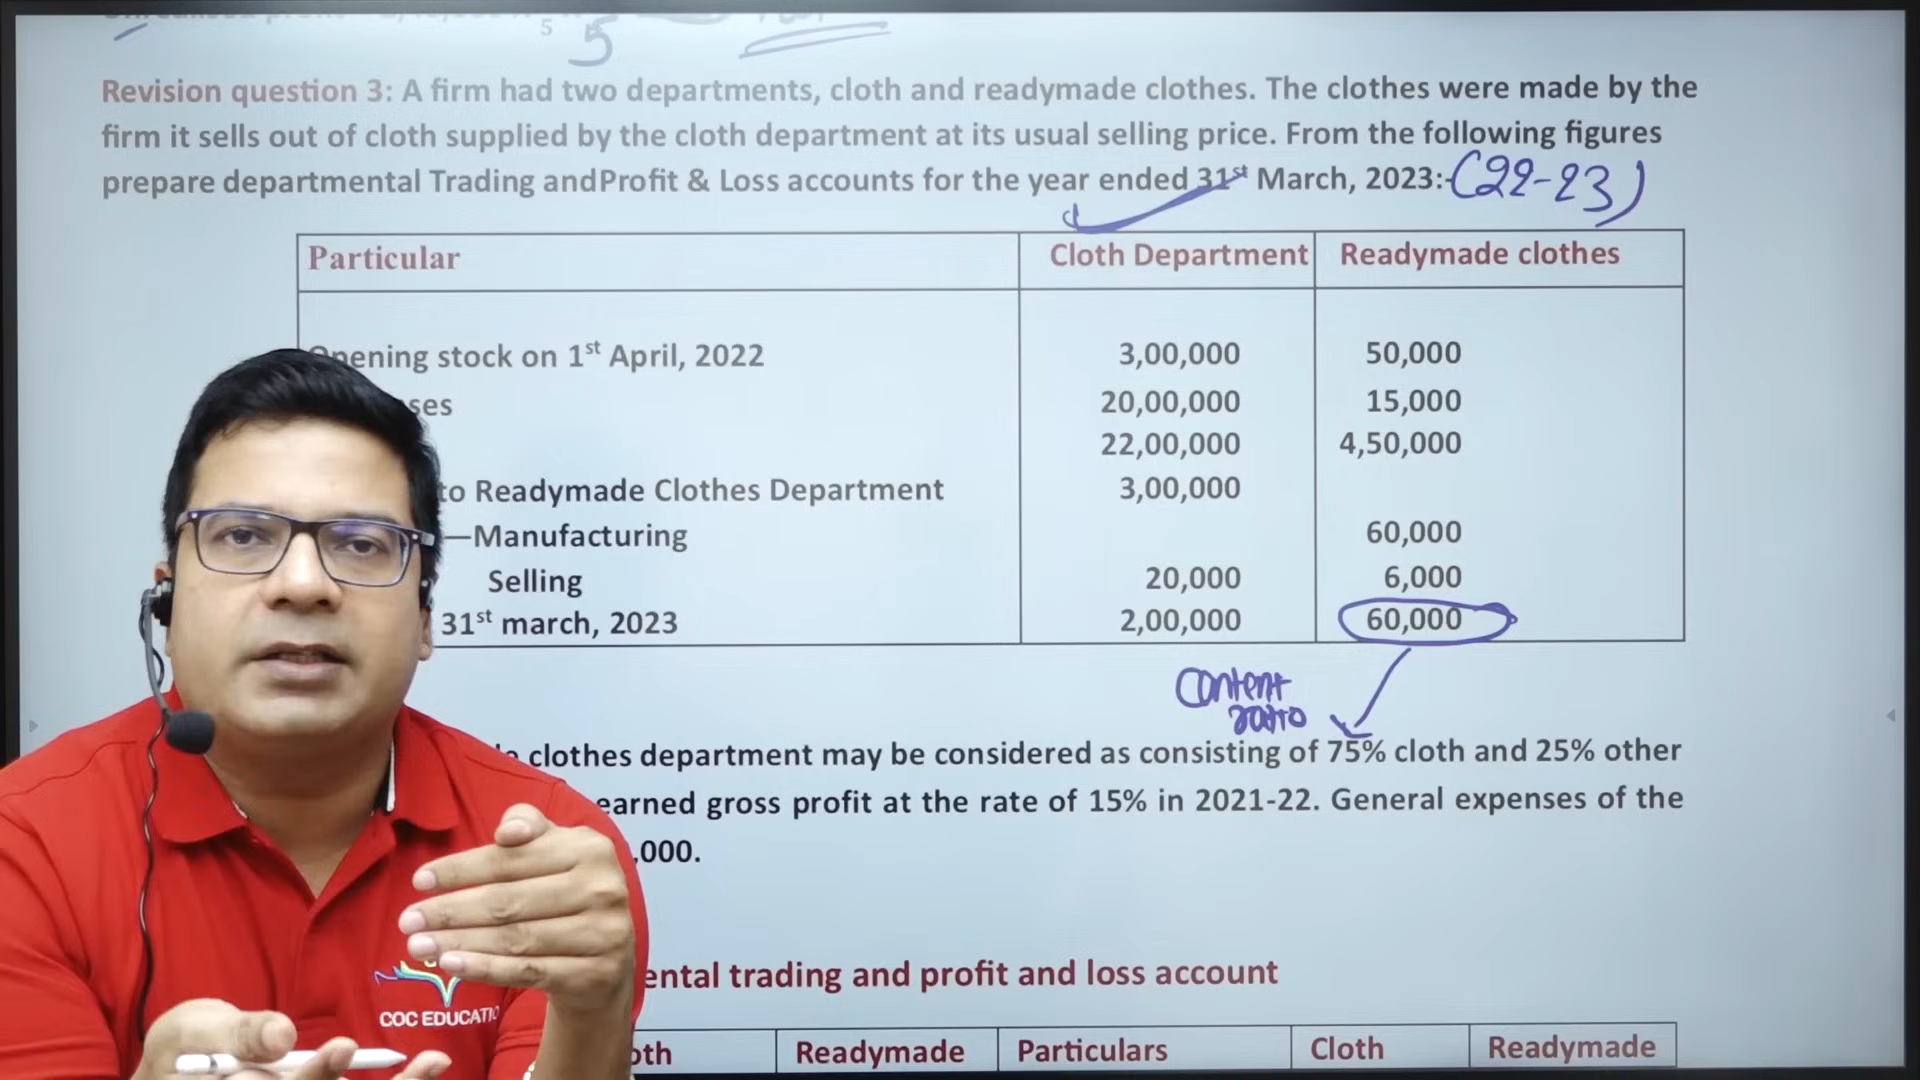 5 5
Revision question 3: A firm had two departments, cloth and readymade clothes. The clothes were made by the
firm it sells out of cloth supplied by the cloth department at its usual selling price. From the following figures
prepare departmental Trading andProfit & Loss accounts for the year ended 31st March, 2023:- (22-23)
Particular Cloth Department Readymade clothes
Opening stock on 1st April, 2022 3,00,000 50,000
20,00,000 15,000
22,00,000 4,50,000
to Readymade Clothes Department 3,00,000
—Manufacturing 60,000
Selling 20,000 6,000
31st march, 2023 2,00,000 60,000
Content
ratio
clothes department may be considered as consisting of 75% cloth and 25% other
earned gross profit at the rate of 15% in 2021-22. General expenses of the
,000.
ental trading and profit and loss account
oth Readymade Particulars Cloth Readymade
COC EDUCATIO